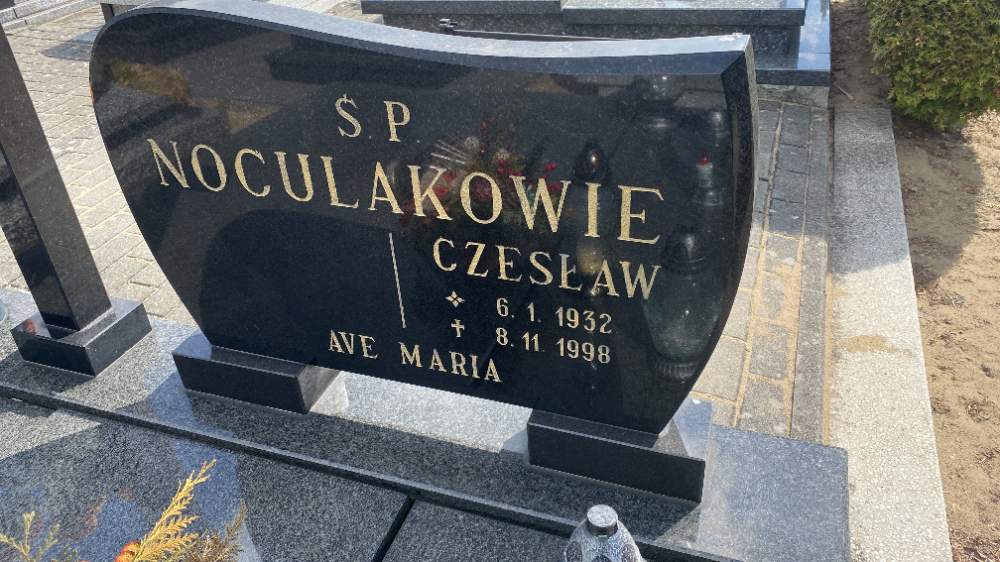 Ś. P.
NOCULAKOWIE
CZESŁAW
6. 1. 1932
8. 11. 1998
AVE MARIA